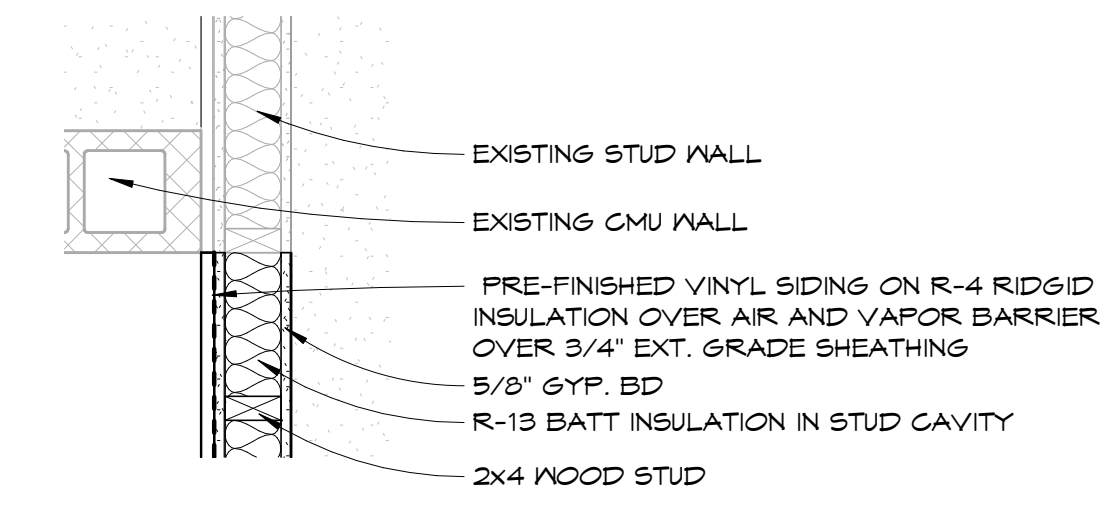 EXISTING STUD WALL
EXISTING CMU WALL
PRE-FINISHED VINYL SIDING ON R-4 RIDGID
INSULATION OVER AIR AND VAPOR BARRIER
OVER 3/4" EXT. GRADE SHEATHING
5/8" GYP. BD
R-13 BATT INSULATION IN STUD CAVITY
2x4 WOOD STUD